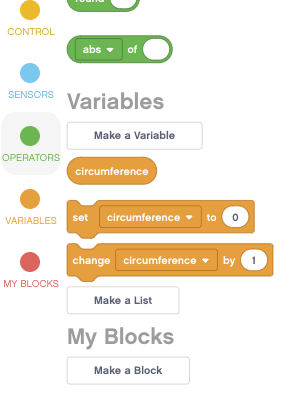 round
CONTROL
abs of
SENSORS
Variables
Make a Variable
OPERATORS
circumference
VARIABLES
set circumference to 0
change circumference by 1
MY BLOCKS
Make a List
My Blocks
Make a Block